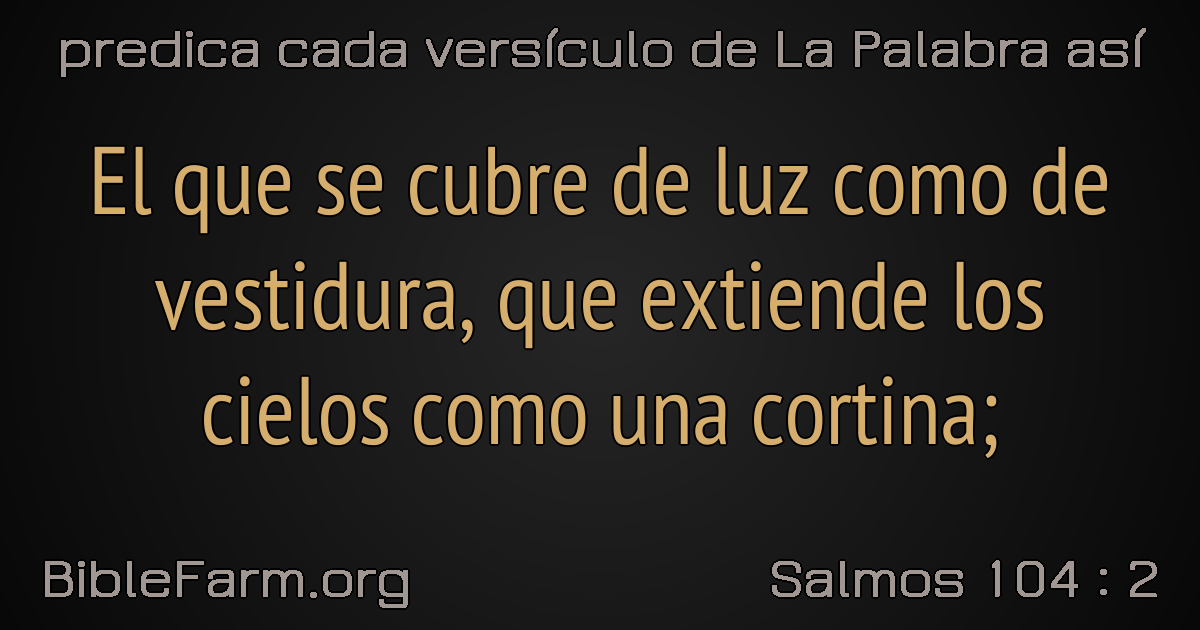 predica cada versículo de La Palabra así
El que se cubre de luz como de
vestidura, que extiende los
cielos como una cortina;
BibleFarm.org
Salmos 104 : 2